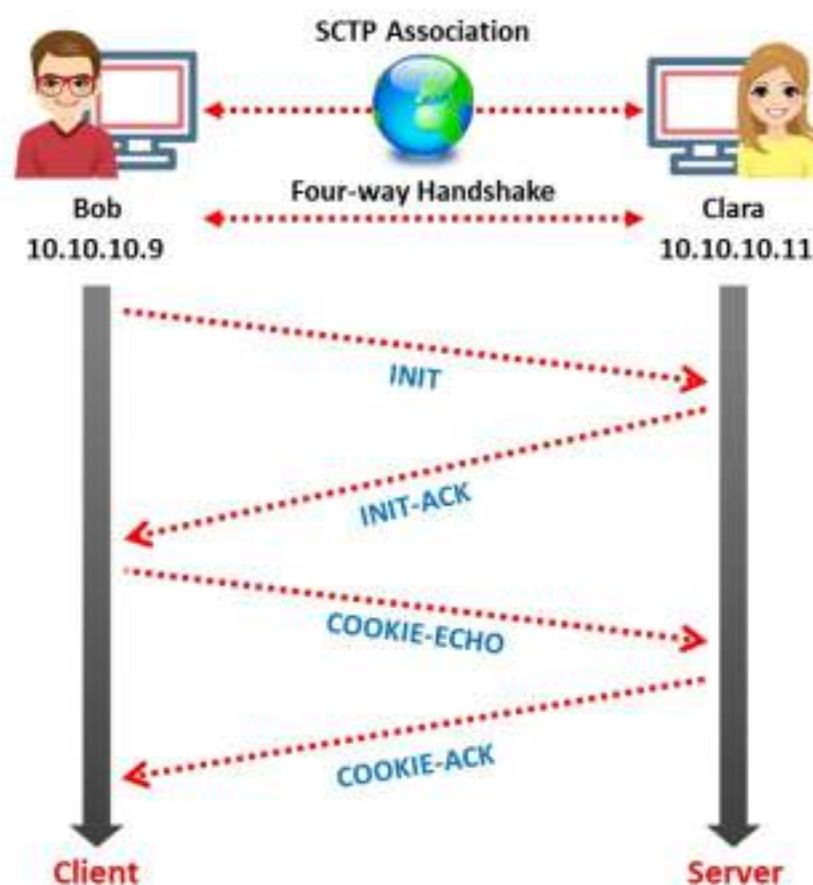 SCTP Association
Four-way Handshake
Bob
Clara
10.10.10.9
10.10.10.11
INIT
INIT-ACK
COOKIE-ECHO
COOKIE-ACK
Client
Server